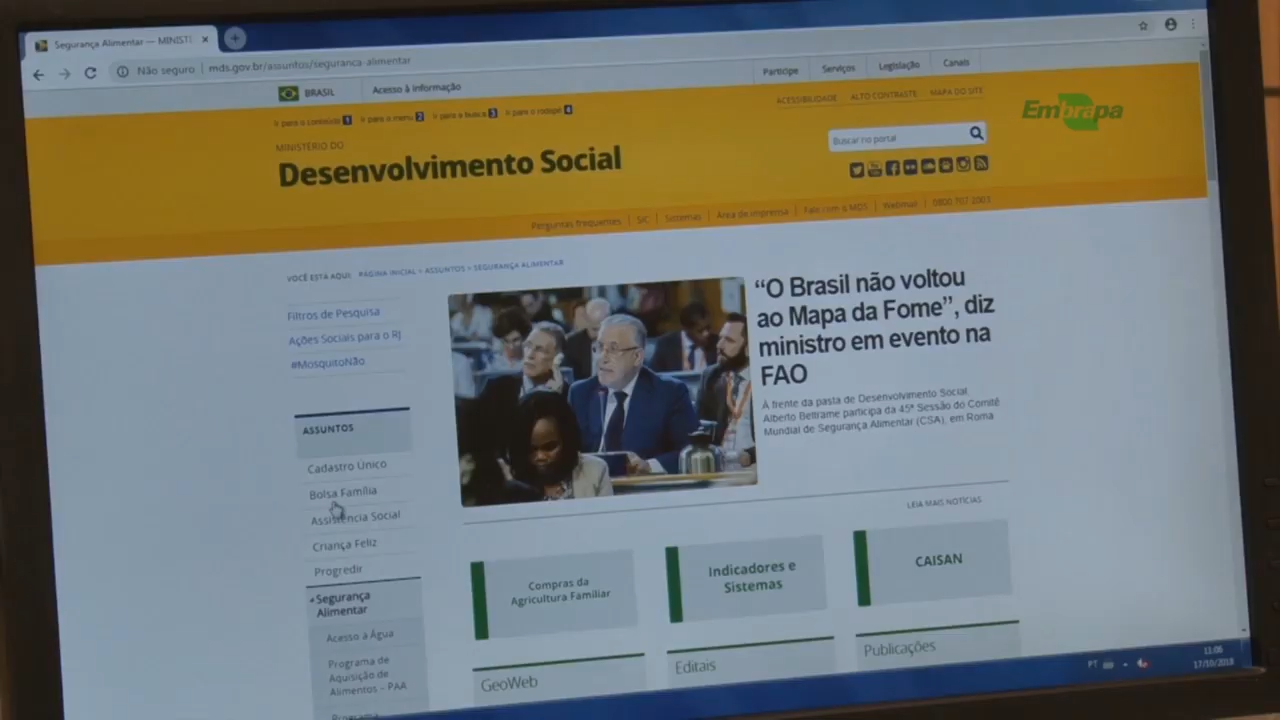 Segurança Alimentar — MINIST
Não seguro | mds.gov.br/assuntos/seguranca-alimentar
BRASIL
Acesso à informação
Participe
Serviços
Legislação
Canais
Ir para o conteúdo 1
Ir para o menu 2
Ir para a busca 3
Ir para o rodapé 4
ACESSIBILIDADE
ALTO CONTRASTE
MAPA DO SITE
Embrapa
MINISTÉRIO DO
Desenvolvimento Social
Buscar no portal
Perguntas frequentes | SIC | Sistemas | Área de imprensa | Fale com o MDS | Webmail | 0800 707 2003
VOCÊ ESTÁ AQUI: PÁGINA INICIAL > ASSUNTOS > SEGURANÇA ALIMENTAR
Filtros de Pesquisa
Ações Sociais para o RJ
#MosquitoNão
“O Brasil não voltou
ao Mapa da Fome”, diz
ministro em evento na
FAO
À frente da pasta de Desenvolvimento Social,
Alberto Beltrame participa da 45ª Sessão do Comitê
Mundial de Segurança Alimentar (CSA), em Roma
LEIA MAIS NOTÍCIAS
ASSUNTOS
Cadastro Único
Bolsa Família
Assistência Social
Criança Feliz
Progredir
Segurança
Alimentar
Acesso a Água
Programa de
Aquisição de
Alimentos - PAA
Programa
Compras da
Agricultura Familiar
Indicadores e
Sistemas
CAISAN
GeoWeb
Editais
Publicações
PT
11:06
17/10/2018